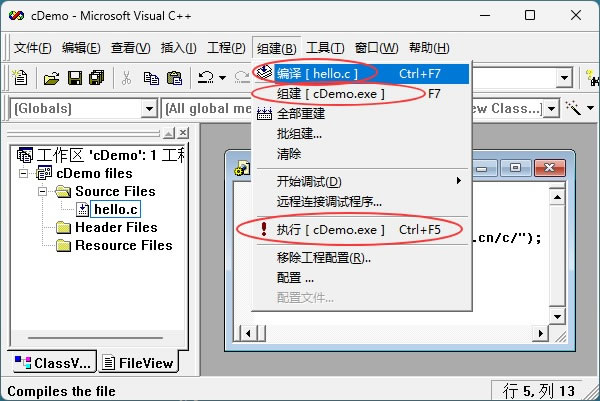 cDemo - Microsoft Visual C++
文件(F) 编辑(E) 查看(V) 插入(I) 工程(P) 组建(B) 工具(T) 窗口(W) 帮助(H)
编译 [ hello.c ] Ctrl+F7
组建 [ cDemo.exe ] F7
全部重建
批组建...
清除
开始调试(D)
远程连接调试程序...
执行 [ cDemo.exe ] Ctrl+F5
移除工程配置(R)..
配置 ...
配置文件...
(Globals) (All global me ew Class...)
工作区 'cDemo': 1 工程
cDemo files
Source Files
hello.c
Header Files
Resource Files
.cn/c/");
ClassV... FileView
Compiles the file
行 5, 列 13